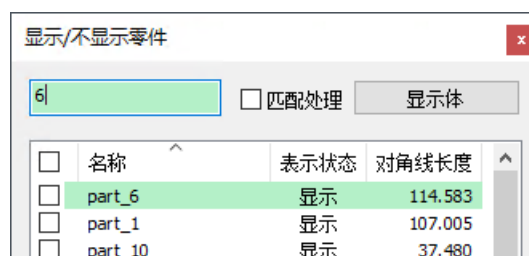 显示/不显示零件
x
6
匹配处理
显示体
名称 表示状态 对角线长度
part_6 显示 114.583
part_1 显示 107.005
part_10 显示 37.480